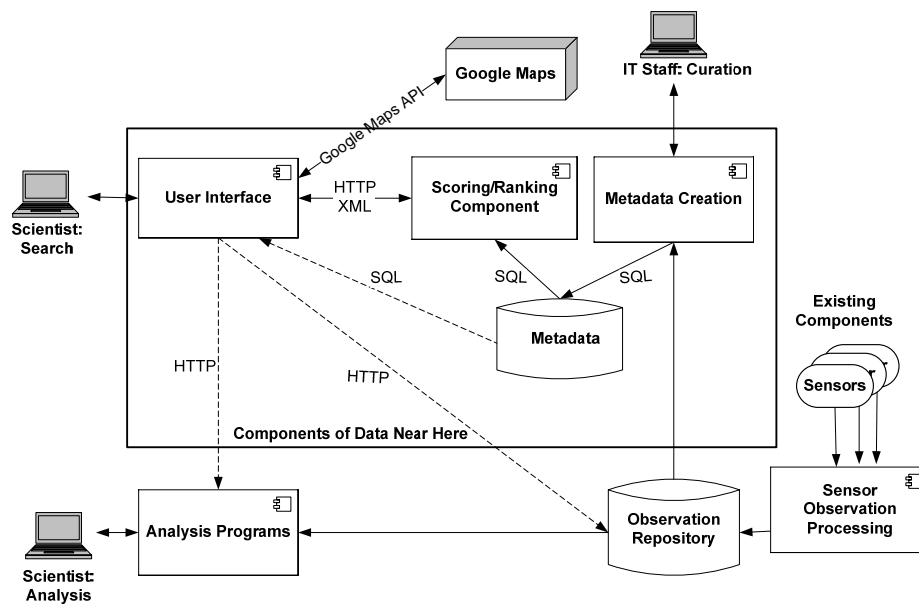 Google Maps
IT Staff: Curation
Google Maps API
User Interface
HTTP
XML
Scoring/Ranking
Component
Metadada Creation
Scientist:
Search
SQL
SQL
SQL
Metadata
Existing
Components
Sensors
r
HTTP
HTTP
Components of Data Near Here
Analysis Programs
Observation
Repository
Sensor
Observation
Processing
Scientist:
Analysis